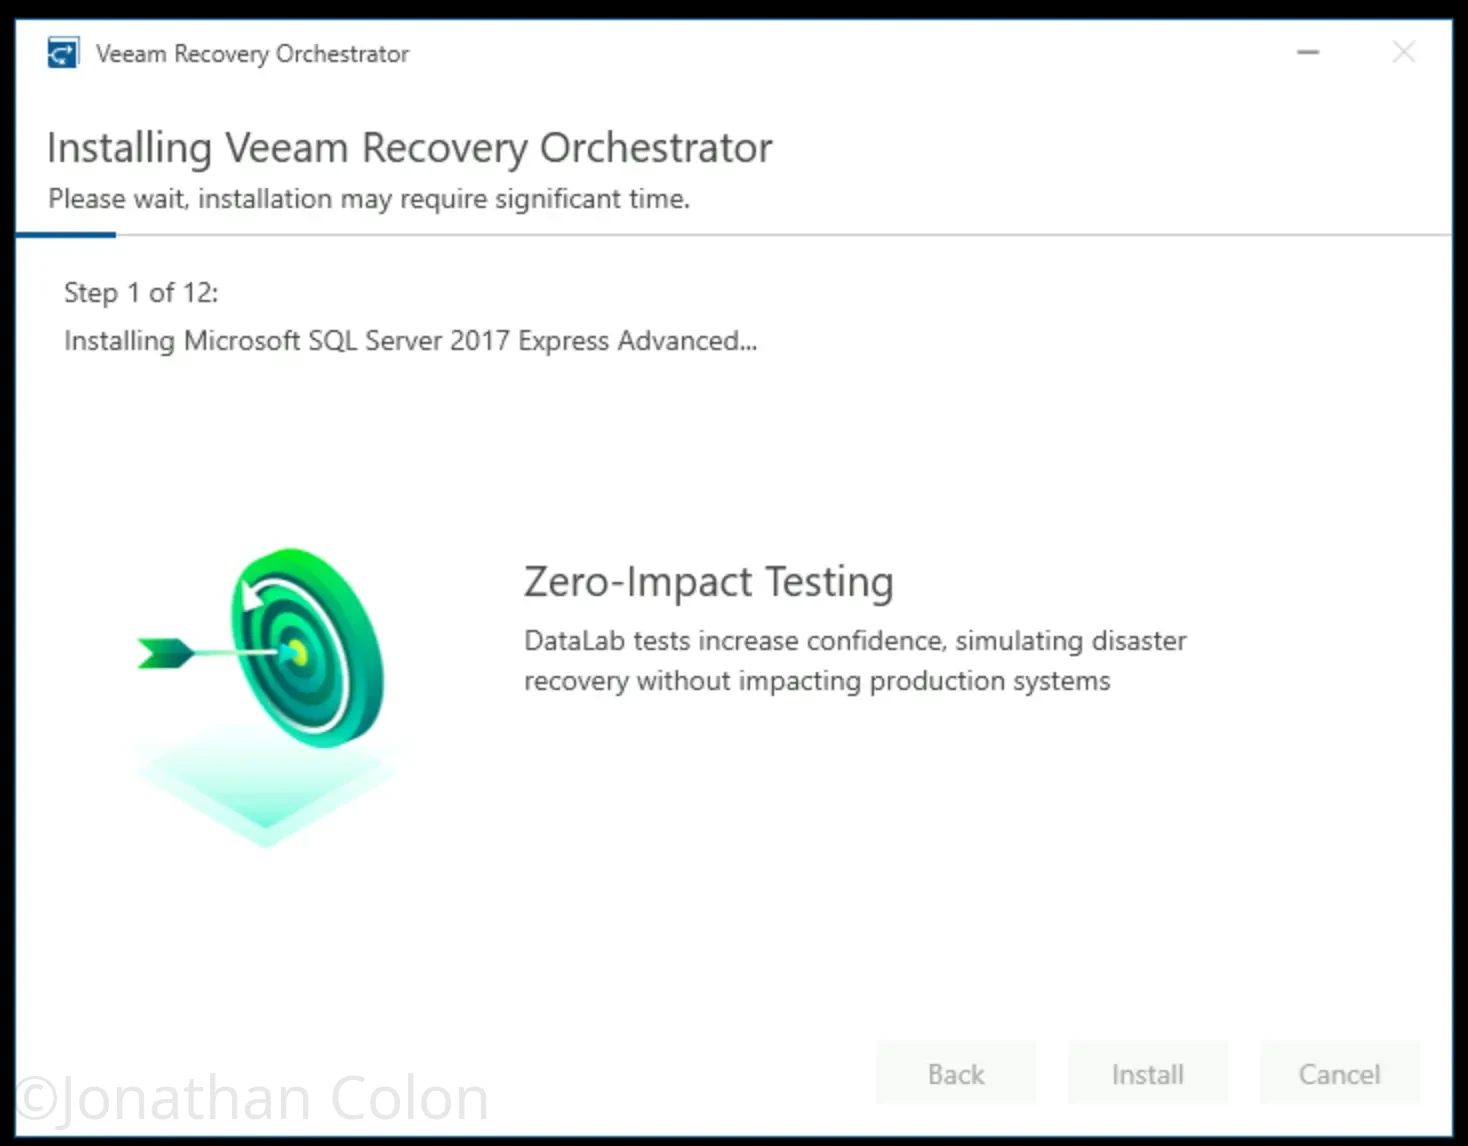 Veeam Recovery Orchestrator
Installing Veeam Recovery Orchestrator
Please wait, installation may require significant time.
Step 1 of 12:
Installing Microsoft SQL Server 2017 Express Advanced...
Zero-Impact Testing
DataLab tests increase confidence, simulating disaster
recovery without impacting production systems
Back Install Cancel
©Jonathan Colon